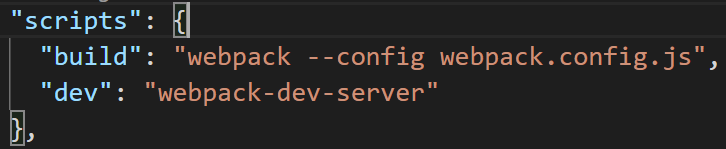 "scripts": {
"build": "webpack --config webpack.config.js",
"dev": "webpack-dev-server"
},